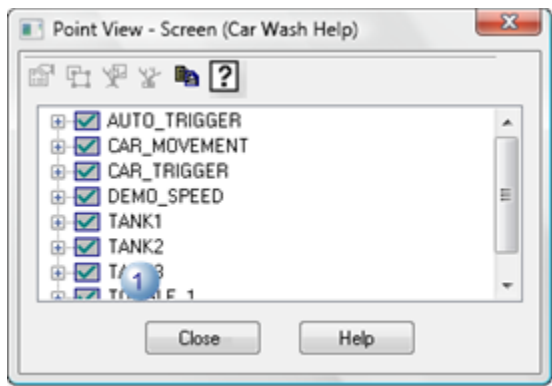 Point View - Screen (Car Wash Help)
?
AUTO_TRIGGER
CAR_MOVEMENT
CAR_TRIGGER
DEMO_SPEED
TANK1
TANK2
1
Close
Help